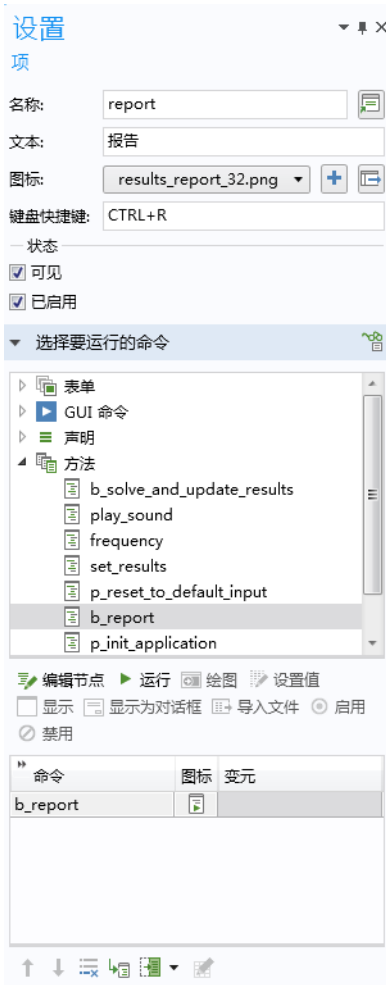 设置
项
名称: report
文本: 报告
图标: results_report_32.png
键盘快捷键: CTRL+R
状态
可见
已启用
选择要运行的命令
表单
GUI 命令
声明
方法
b_solve_and_update_results
play_sound
frequency
set_results
p_reset_to_default_input
b_report
p_init_application
编辑节点 运行 绘图 设置值
显示 显示为对话框 导入文件 启用
禁用
命令 图标 变元
b_report